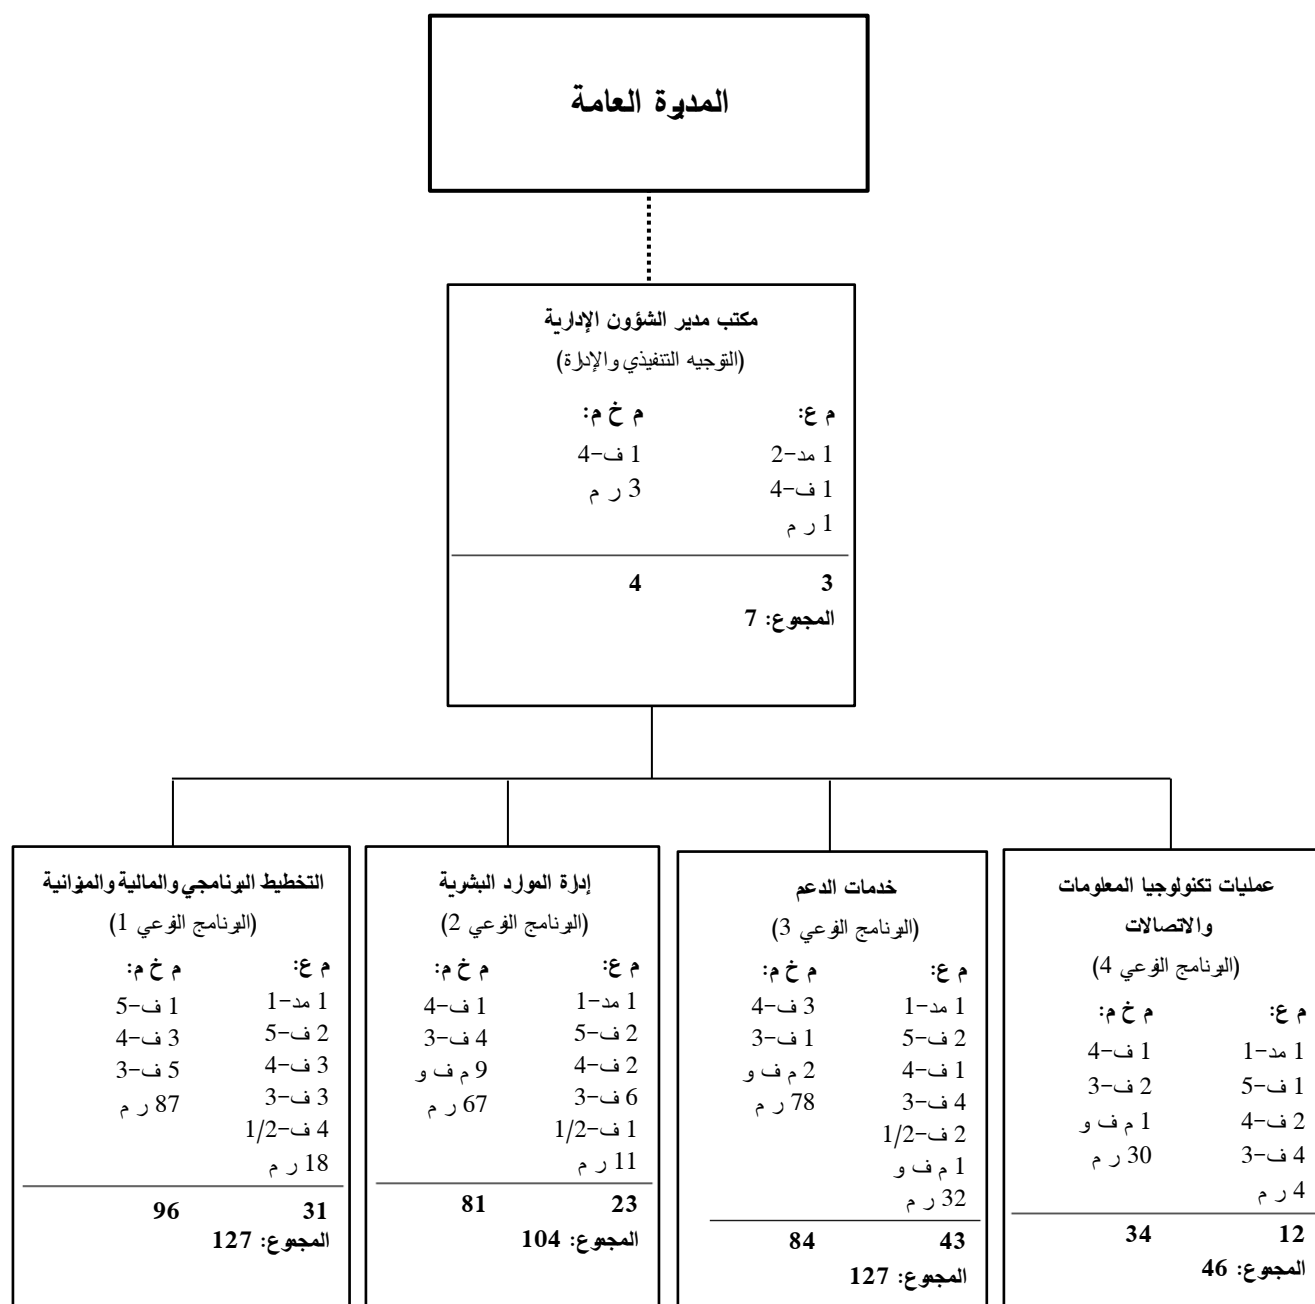 المديرة العامة
مكتب مدير الشؤون الإدارية
(التوجيه التنفيذي والإدارة)
م ع: م خ م:
1 مد-2 1 ف-4
1 ف-4 3 ر م
1 ر م
3 4
المجموع: 7
عمليات تكنولوجيا المعلومات
والاتصالات
(البرنامج الفرعي 4)
م ع: م خ م:
1 مد-1 1 ف-4
1 ف-5 2 ف-3
2 ف-4 1 م ف و
4 ف-3 30 ر م
4 ر م
12 34
المجموع: 46
خدمات الدعم
(البرنامج الفرعي 3)
م ع: م خ م:
1 مد-1 3 ف-4
2 ف-5 1 ف-3
1 ف-4 2 م ف و
4 ف-3 78 ر م
2 ف-1/2
1 م ف و
32 ر م
43 84
المجموع: 127
إدارة الموارد البشرية
(البرنامج الفرعي 2)
م ع: م خ م:
1 مد-1 1 ف-4
2 ف-5 4 ف-3
2 ف-4 9 م ف و
6 ف-3 67 ر م
1 ف-1/2
11 ر م
23 81
المجموع: 104
التخطيط البرنامجي والمالية والميزانية
(البرنامج الفرعي 1)
م ع: م خ م:
1 مد-1 1 ف-5
2 ف-5 3 ف-4
3 ف-4 5 ف-3
3 ف-3 87 ر م
4 ف-1/2
18 ر م
31 96
المجموع: 127